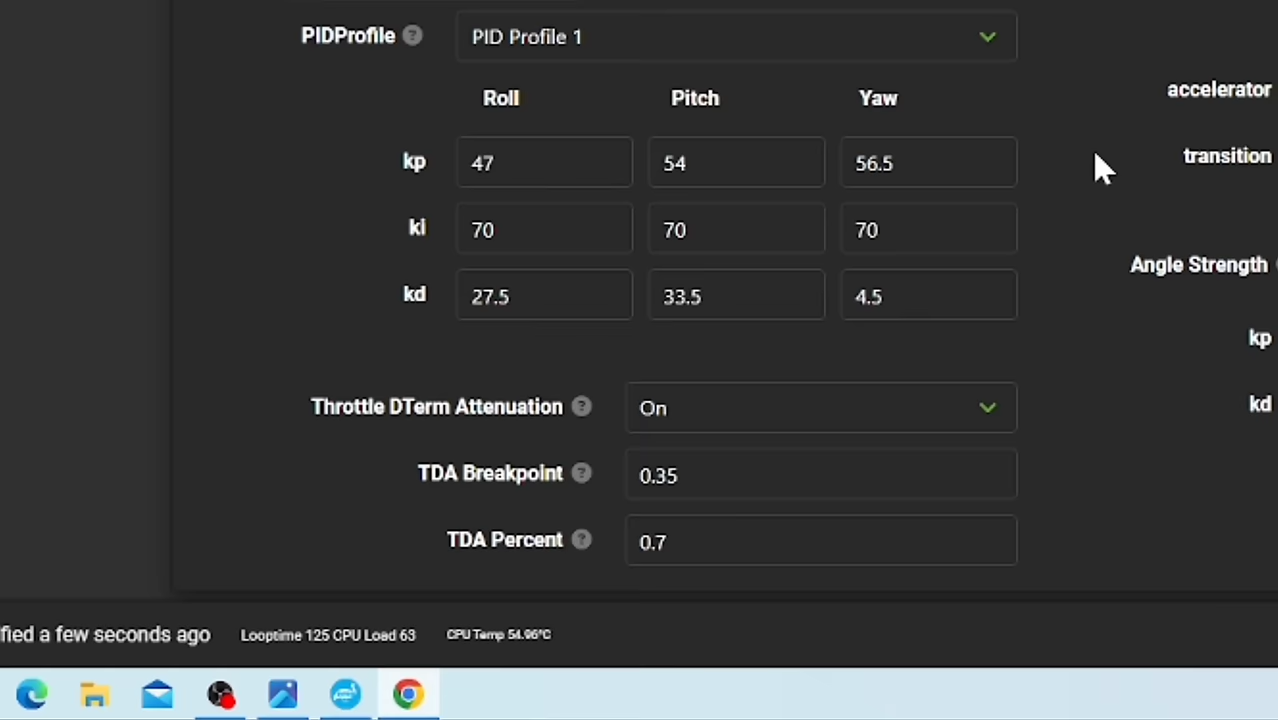 PIDProfile ? PID Profile 1
Roll Pitch Yaw
accelerator
kp 47 54 56.5
transition
ki 70 70 70
Angle Strength
kd 27.5 33.5 4.5
kp
Throttle DTerm Attenuation ? On
kd
TDA Breakpoint ? 0.35
TDA Percent ? 0.7
fied a few seconds ago Looptime 125 CPU Load 63 CPU Temp 54.96°C